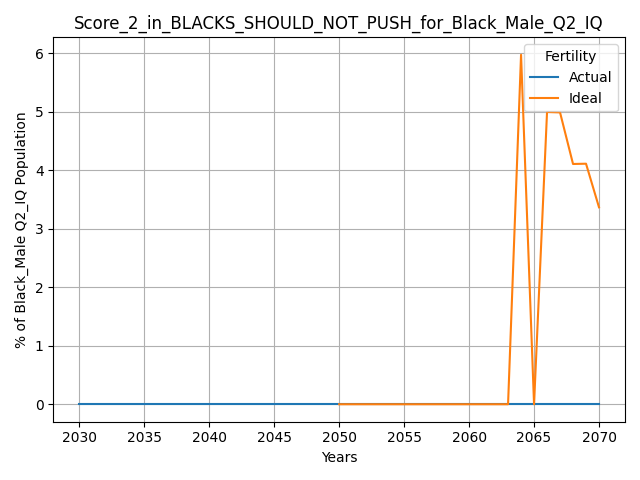 Score_2_in_BLACKS_SHOULD_NOT_PUSH_for_Black_Male_Q2_IQ
Fertility
Actual
Ideal
% of Black_Male Q2_IQ Population
6
5
4
3
2
1
0
2030 2035 2040 2045 2050 2055 2060 2065 2070
Years